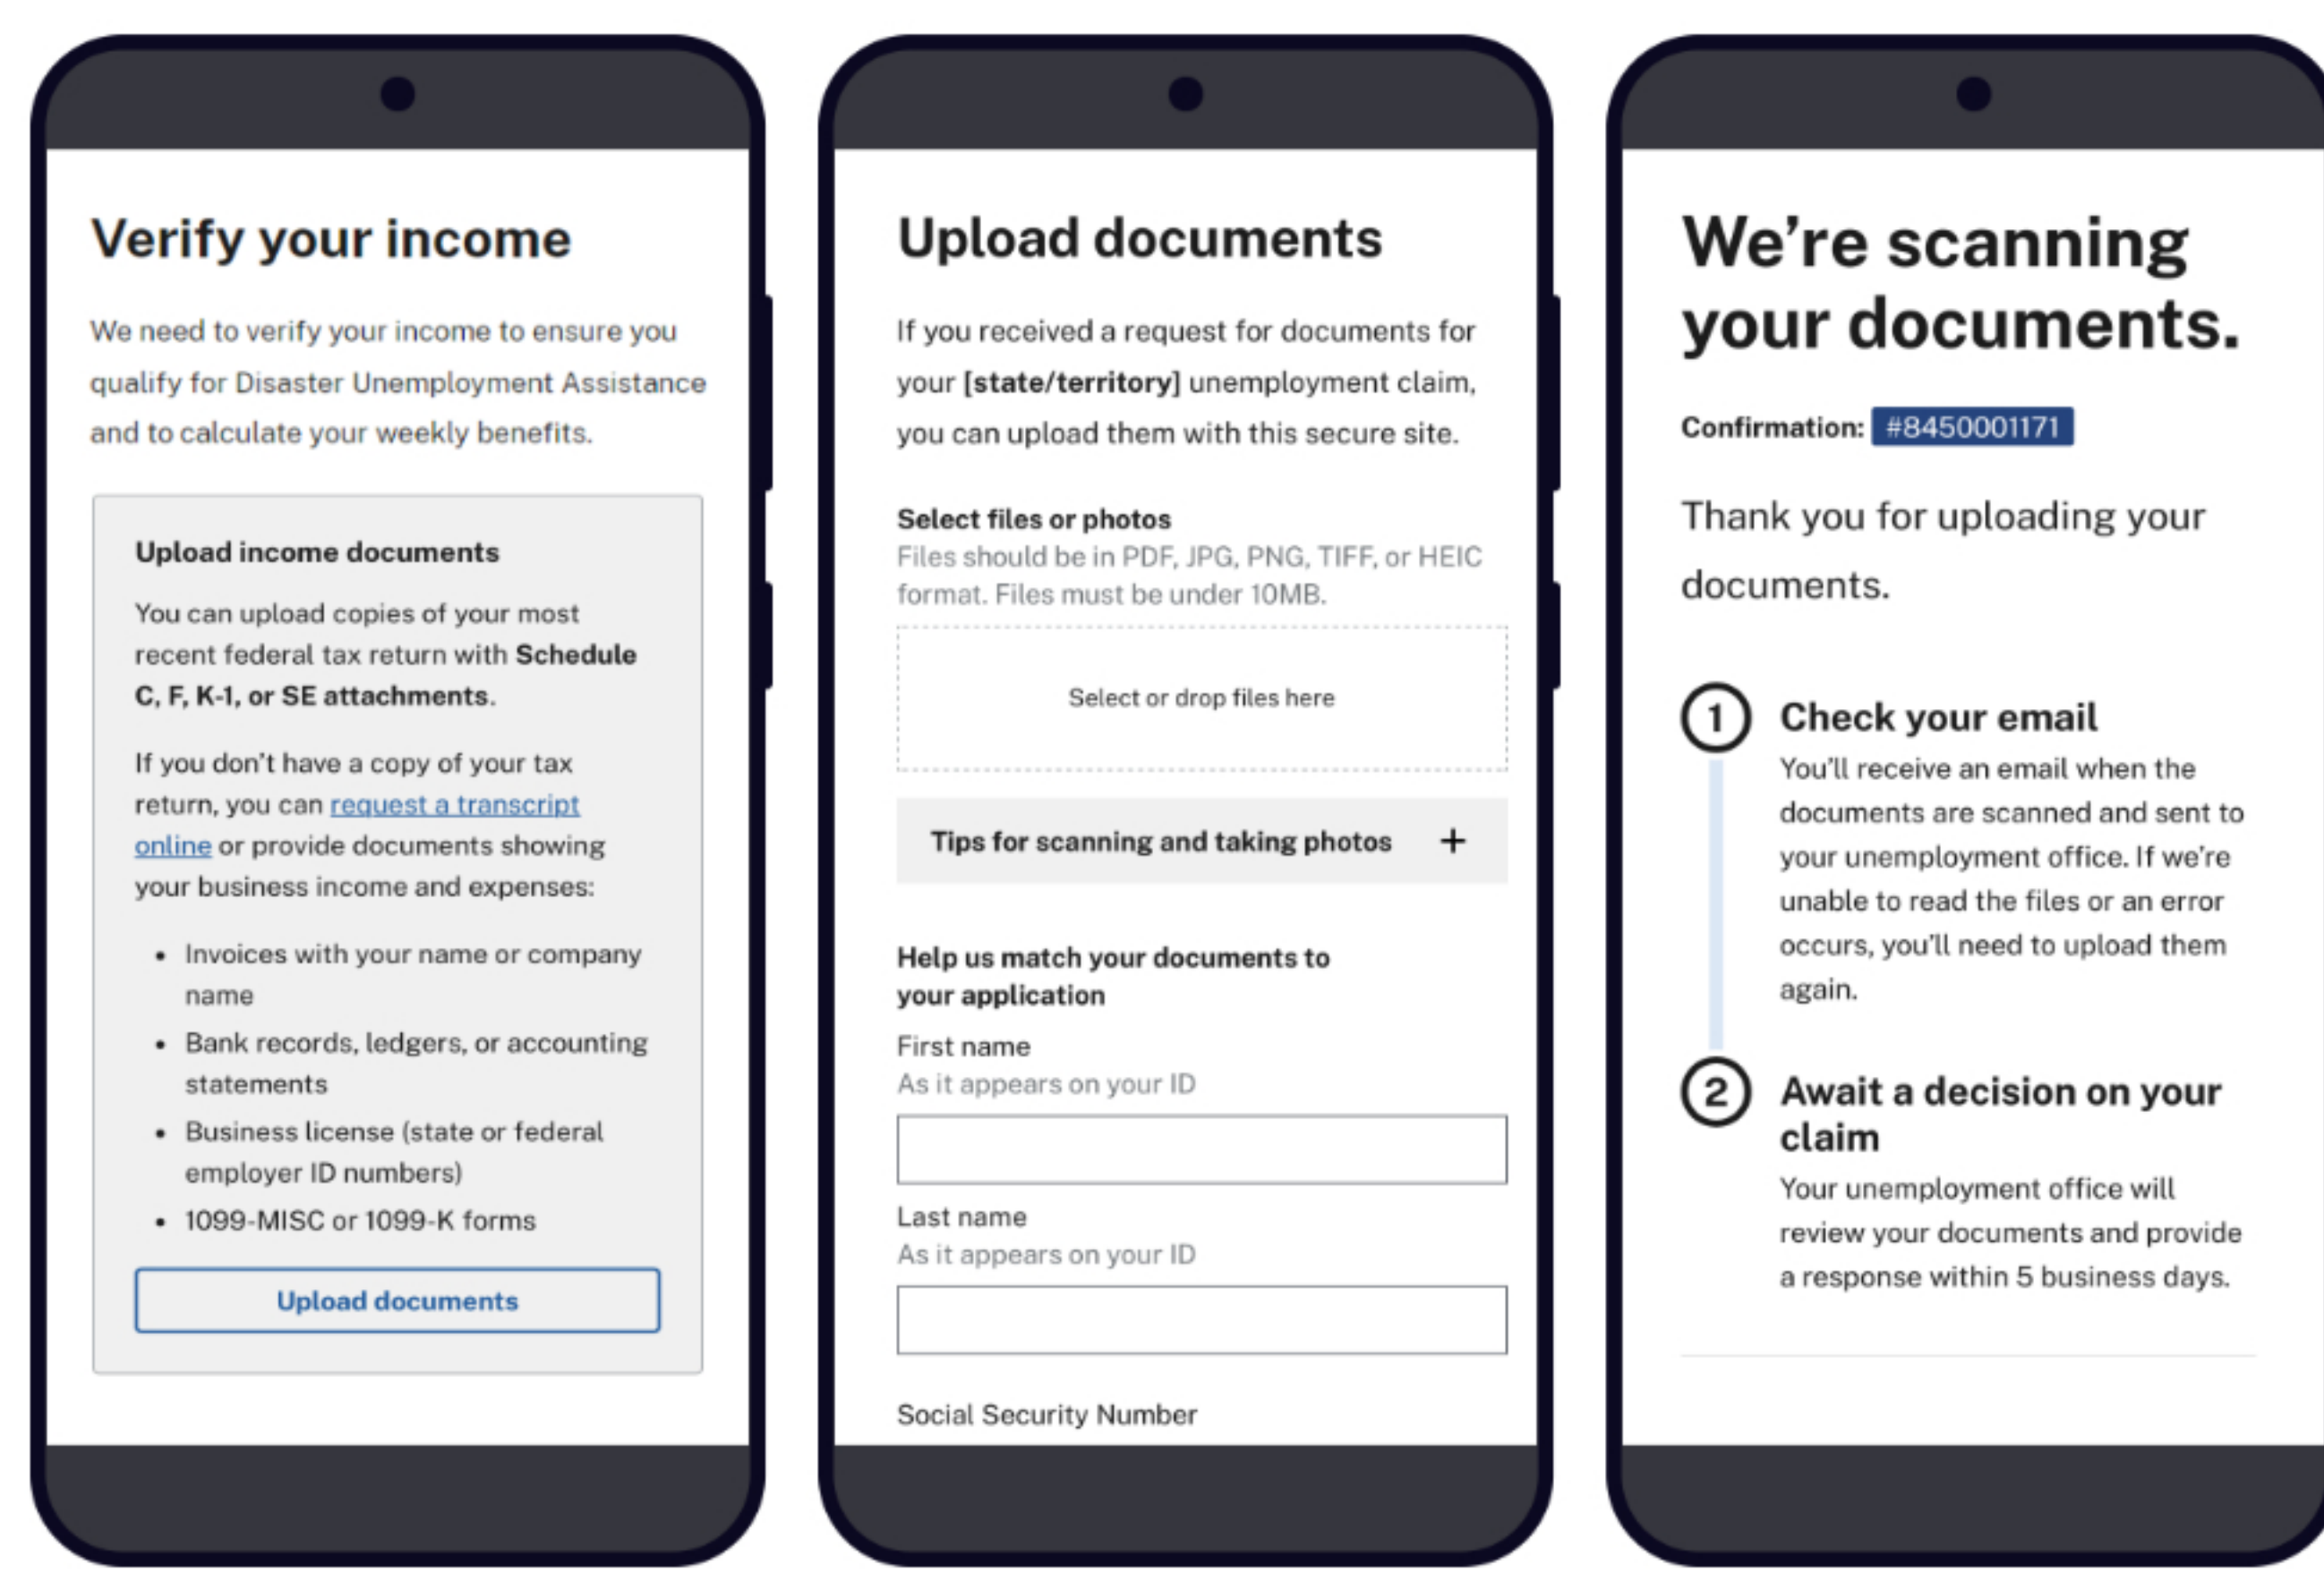 Verify your income
We need to verify your income to ensure you
qualify for Disaster Unemployment Assistance
and to calculate your weekly benefits.
Upload income documents
You can upload copies of your most
recent federal tax return with Schedule
C, F, K-1, or SE attachments.
If you don't have a copy of your tax
return, you can request a transcript
online or provide documents showing
your business income and expenses:
• Invoices with your name or company
name
• Bank records, ledgers, or accounting
statements
• Business license (state or federal
employer ID numbers)
• 1099-MISC or 1099-K forms
Upload documents
Upload documents
If you received a request for documents for
your [state/territory] unemployment claim,
you can upload them with this secure site.
Select files or photos
Files should be in PDF, JPG, PNG, TIFF, or HEIC
format. Files must be under 10MB.
Select or drop files here
Tips for scanning and taking photos +
Help us match your documents to
your application
First name
As it appears on your ID
Last name
As it appears on your ID
Social Security Number
We're scanning
your documents.
Confirmation: #8450001171
Thank you for uploading your
documents.
1 Check your email
You'll receive an email when the
documents are scanned and sent to
your unemployment office. If we're
unable to read the files or an error
occurs, you'll need to upload them
again.
2 Await a decision on your
claim
Your unemployment office will
review your documents and provide
a response within 5 business days.